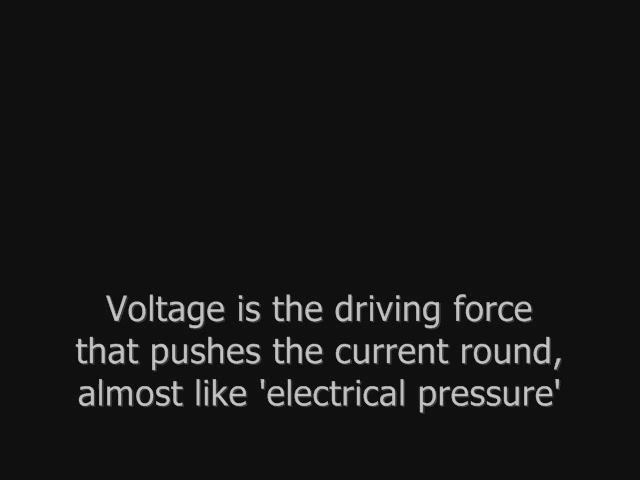 Voltage is the driving force
that pushes the current round,
almost like 'electrical pressure'